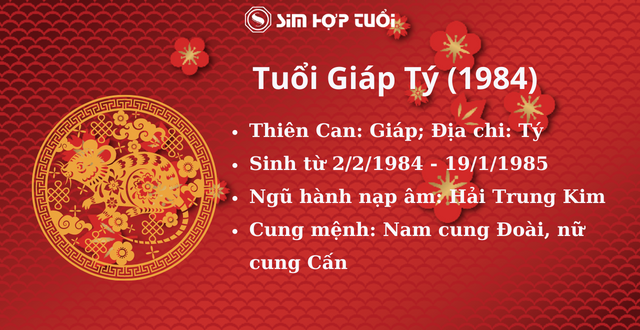 SIM HỢP TUỔI
Tuổi Giáp Tý (1984)
• Thiên Can: Giáp; Địa chi: Tý
• Sinh từ 2/2/1984 - 19/1/1985
• Ngũ hành nạp âm: Hải Trung Kim
• Cung mệnh: Nam cung Đoài, nữ
cung Cấn